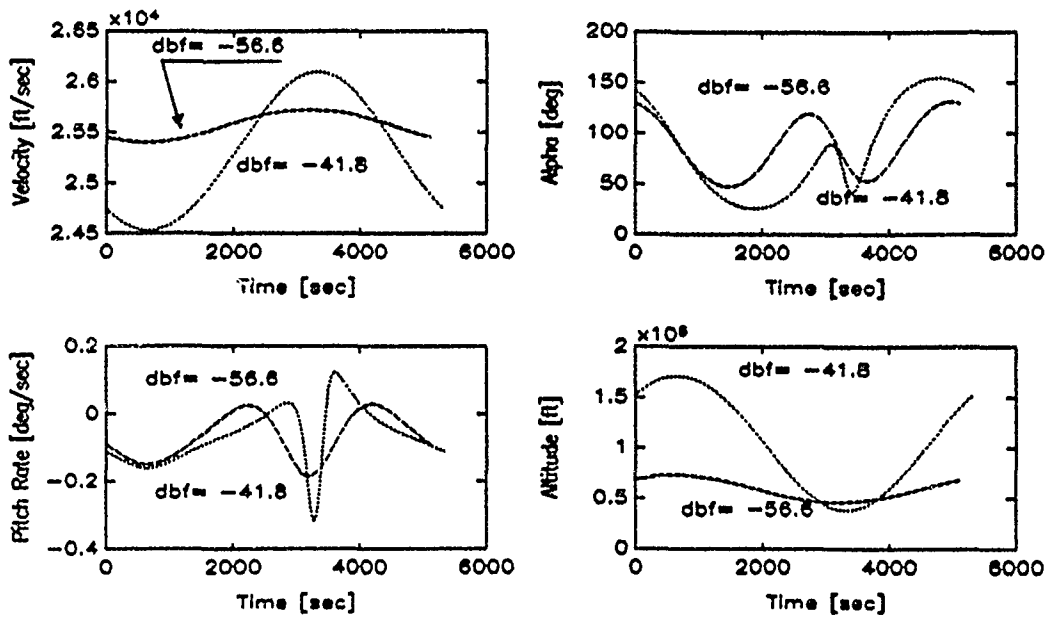 ×10⁴
2.65
dbf= -56.6
2.6
2.55
dbf= -41.8
2.5
2.45
Velocity [ft/sec]
0 2000 4000 6000
Time [sec]
200
dbf= -56.6
150
100
50
dbf= -41.8
0
Alpha [deg]
0 2000 4000 6000
Time [sec]
0.2
dbf= -56.6
0
-0.2
dbf= -41.8
-0.4
Pitch Rate [deg/sec]
0 2000 4000 6000
Time [sec]
2
dbf= -41.8
1.5
1
0.5
dbf= -56.6
0
Altitude [ft]
0 2000 4000 6000
Time [sec]